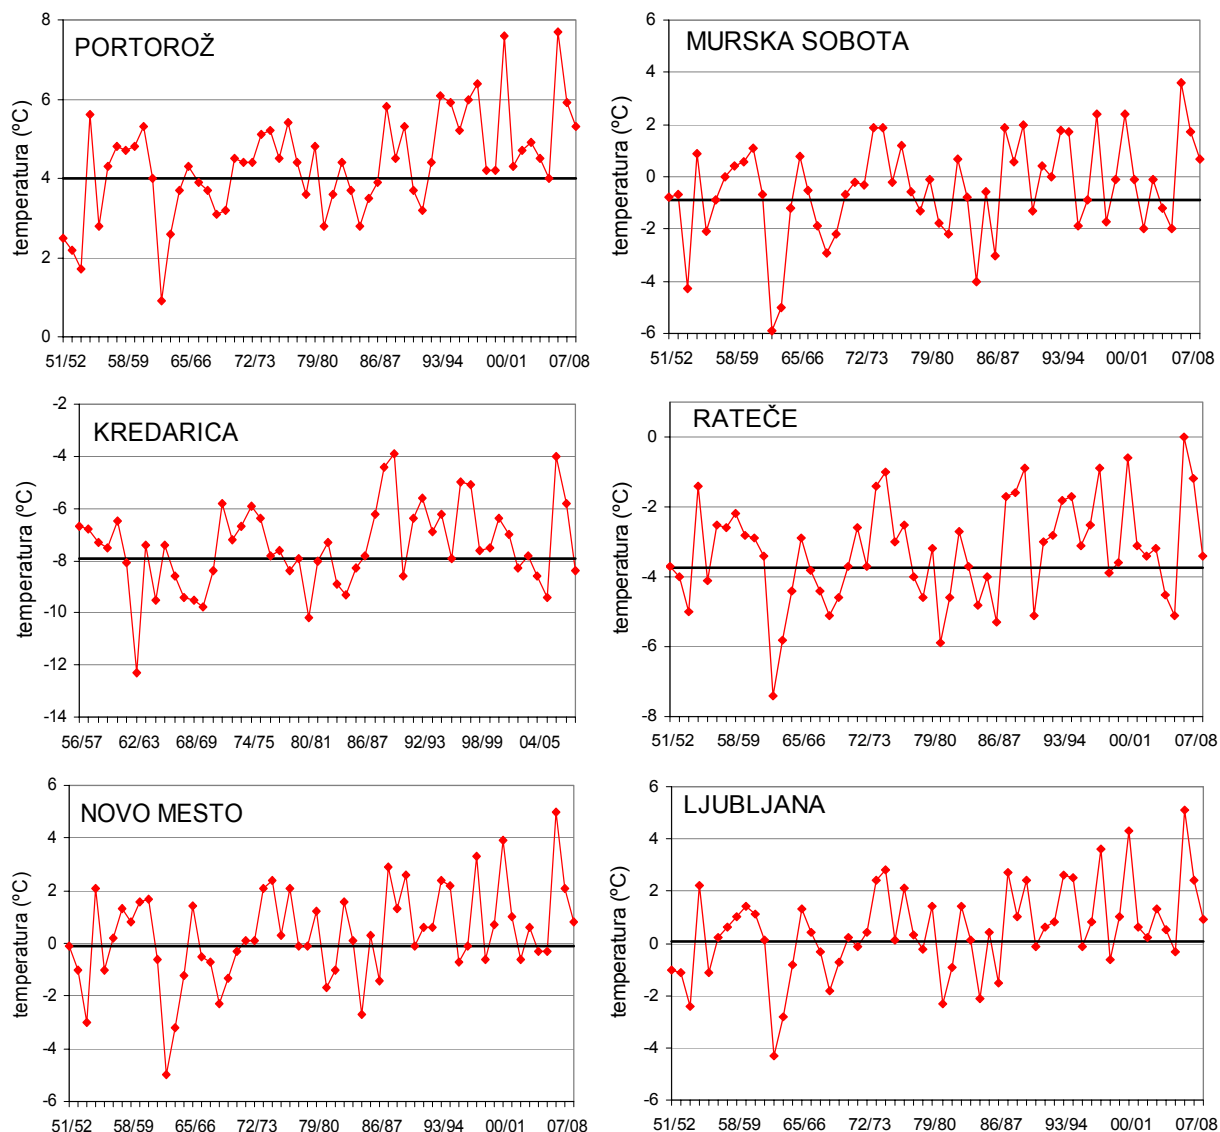 PORTOROŽ
temperatura (ºC)
8
6
4
2
0
51/52 58/59 65/66 72/73 79/80 86/87 93/94 00/01 07/08
MURSKA SOBOTA
temperatura (ºC)
6
4
2
0
-2
-4
-6
51/52 58/59 65/66 72/73 79/80 86/87 93/94 00/01 07/08
KREDARICA
temperatura (ºC)
-2
-4
-6
-8
-10
-12
-14
56/57 62/63 68/69 74/75 80/81 86/87 92/93 98/99 04/05
RATEČE
temperatura (ºC)
0
-2
-4
-6
-8
51/52 58/59 65/66 72/73 79/80 86/87 93/94 00/01 07/08
NOVO MESTO
temperatura (ºC)
6
4
2
0
-2
-4
-6
51/52 58/59 65/66 72/73 79/80 86/87 93/94 00/01 07/08
LJUBLJANA
temperatura (ºC)
6
4
2
0
-2
-4
-6
51/52 58/59 65/66 72/73 79/80 86/87 93/94 00/01 07/08